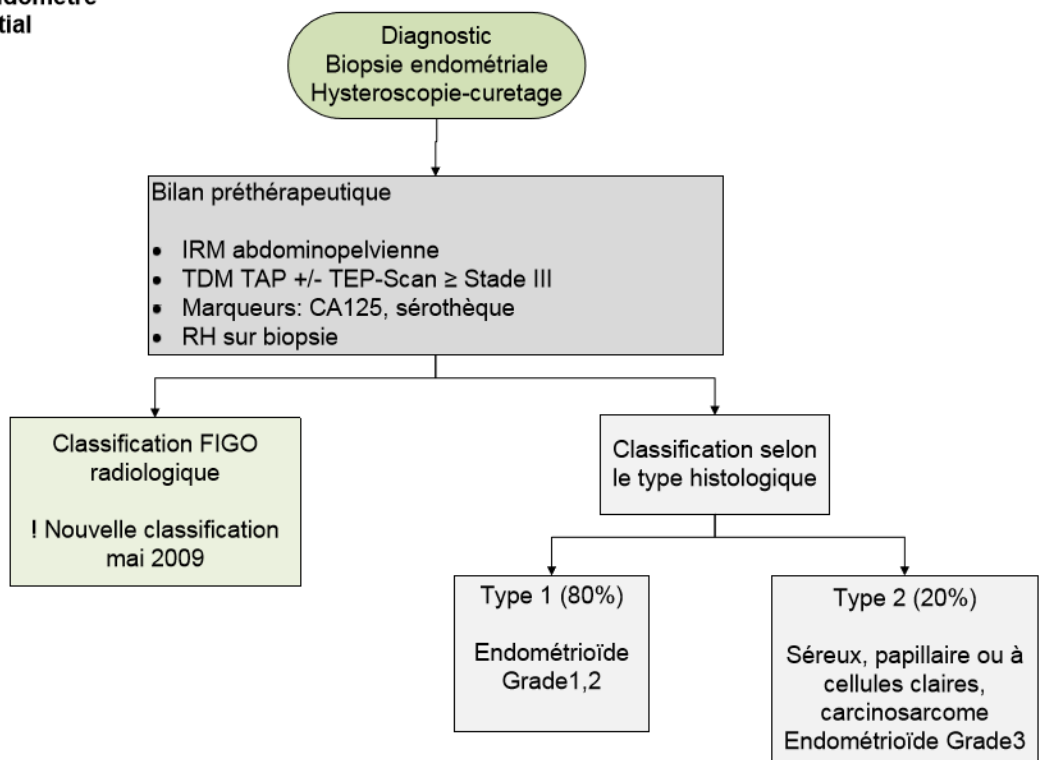 tial
Diagnostic
Biopsie endométriale
Hysteroscopie-curetage
Bilan préthérapeutique
• IRM abdominopelvienne
• TDM TAP +/- TEP-Scan ≥ Stade III
• Marqueurs: CA125, sérothèque
• RH sur biopsie
Classification FIGO
radiologique
! Nouvelle classification
mai 2009
Classification selon
le type histologique
Type 1 (80%)
Endométrioïde
Grade1,2
Type 2 (20%)
Séreux, papillaire ou à
cellules claires,
carcinosarcome
Endométrioïde Grade3